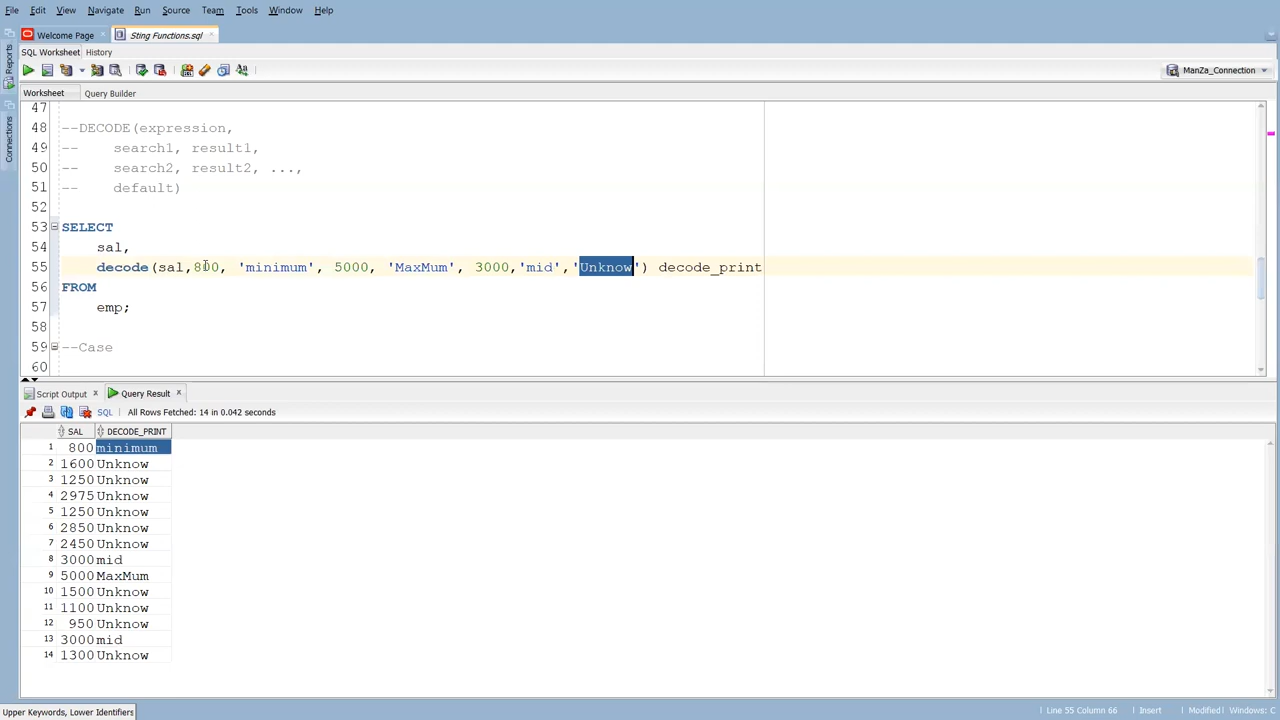 File Edit View Navigate Run Source Team Tools Window Help
Welcome Page × Sting Functions.sql ×
SQL Worksheet History
ManZa_Connection
Worksheet Query Builder
Reports
Connections
47
48 --DECODE(expression,
49 -- search1, result1,
50 -- search2, result2, ...,
51 -- default)
52
53 SELECT
54 sal,
55 decode(sal,800, 'minimum', 5000, 'MaxMum', 3000,'mid','Unknow') decode_print
56 FROM
57 emp;
58
59 --Case
60
Script Output × Query Result ×
SQL All Rows Fetched: 14 in 0.042 seconds
SAL DECODE_PRINT
1 800 minimum
2 1600 Unknow
3 1250 Unknow
4 2975 Unknow
5 1250 Unknow
6 2850 Unknow
7 2450 Unknow
8 3000 mid
9 5000 MaxMum
10 1500 Unknow
11 1100 Unknow
12 950 Unknow
13 3000 mid
14 1300 Unknow
Upper Keywords, Lower Identifiers Line 55 Column 66 Insert Modified Windows: C